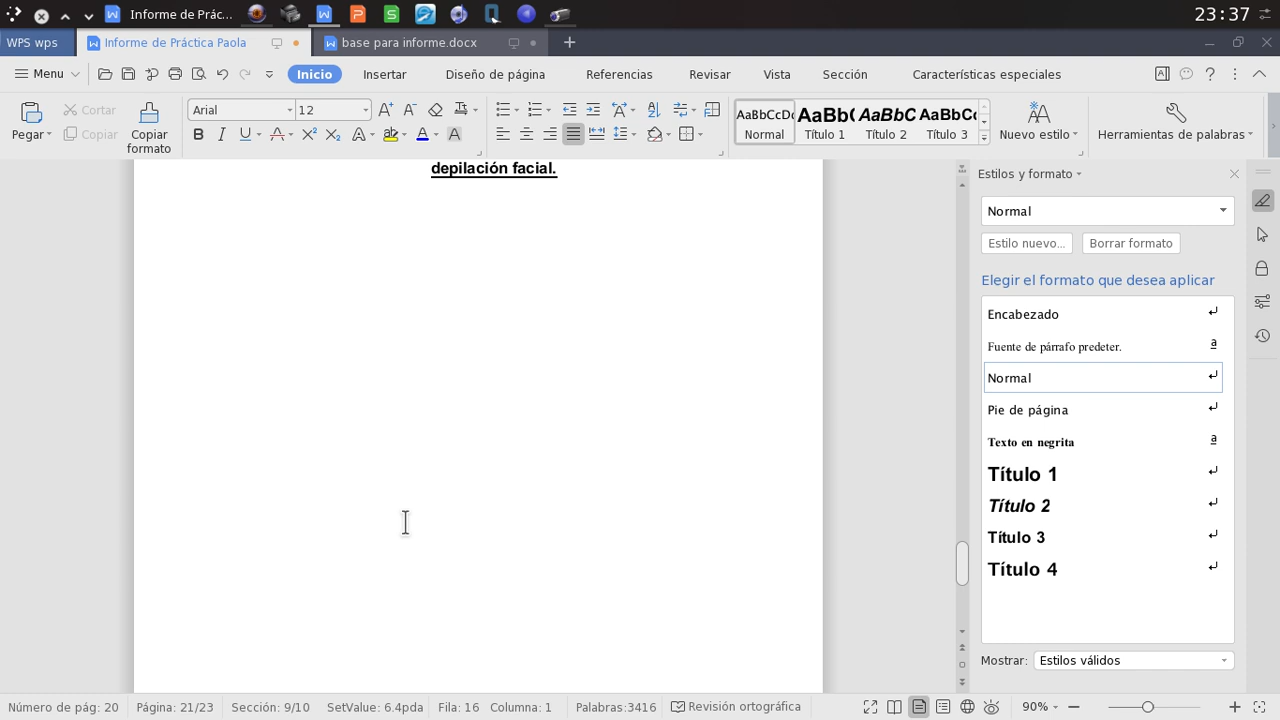 Informe de Prác...
23:37
WPS wps
Informe de Práctica Paola
base para informe.docx
Menu
Inicio
Insertar
Diseño de página
Referencias
Revisar
Vista
Sección
Características especiales
Pegar
Cortar
Copiar
Copiar formato
Arial
12
AaBbCcDc
Normal
AaBb(
Título 1
AaBbC
Título 2
AaBbCc
Título 3
Nuevo estilo
Herramientas de palabras
depilación facial.
Estilos y formato
Normal
Estilo nuevo...
Borrar formato
Elegir el formato que desea aplicar
Encabezado
Fuente de párrafo predeter.
Normal
Pie de página
Texto en negrita
Título 1
Título 2
Título 3
Título 4
Mostrar:
Estilos válidos
Número de pág: 20
Página: 21/23
Sección: 9/10
SetValue: 6.4pda
Fila: 16
Columna: 1
Palabras:3416
Revisión ortográfica
90%